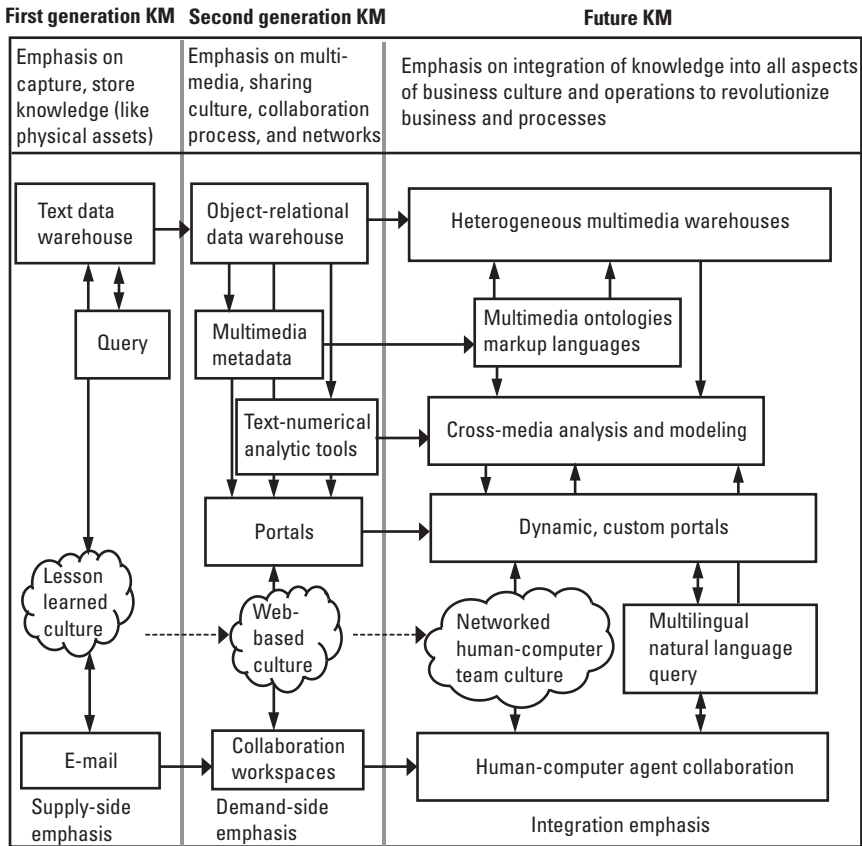 First generation KM
Second generation KM
Future KM
Emphasis on
capture, store
knowledge (like
physical assets)
Emphasis on multi-
media, sharing
culture, collaboration
process, and networks
Emphasis on integration of knowledge into all aspects
of business culture and operations to revolutionize
business and processes
Text data
warehouse
Object-relational
data warehouse
Heterogeneous multimedia warehouses
Query
Multimedia
metadata
Multimedia ontologies
markup languages
Text-numerical
analytic tools
Cross-media analysis and modeling
Portals
Dynamic, custom portals
Lesson
learned
culture
Web-
based
culture
Networked
human-computer
team culture
Multilingual
natural language
query
E-mail
Collaboration
workspaces
Human-computer agent collaboration
Supply-side
emphasis
Demand-side
emphasis
Integration emphasis